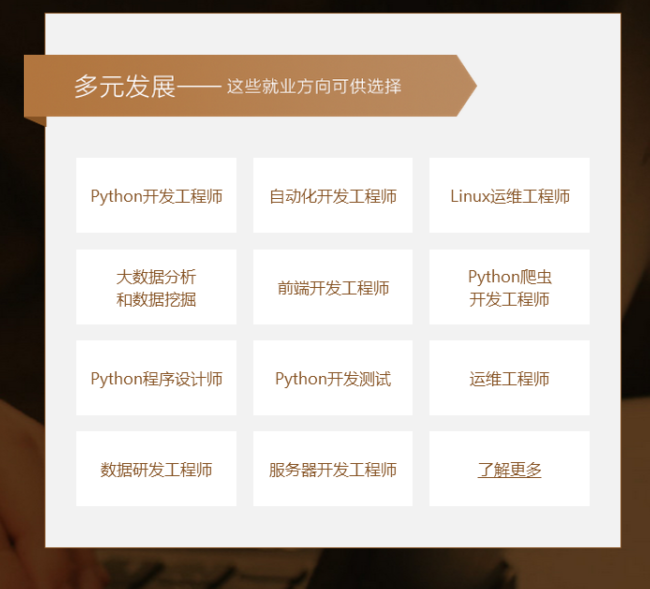 多元发展—— 这些就业方向可供选择
Python开发工程师
自动化开发工程师
Linux运维工程师
大数据分析
和数据挖掘
前端开发工程师
Python爬虫
开发工程师
Python程序设计师
Python开发测试
运维工程师
数据研发工程师
服务器开发工程师
了解更多